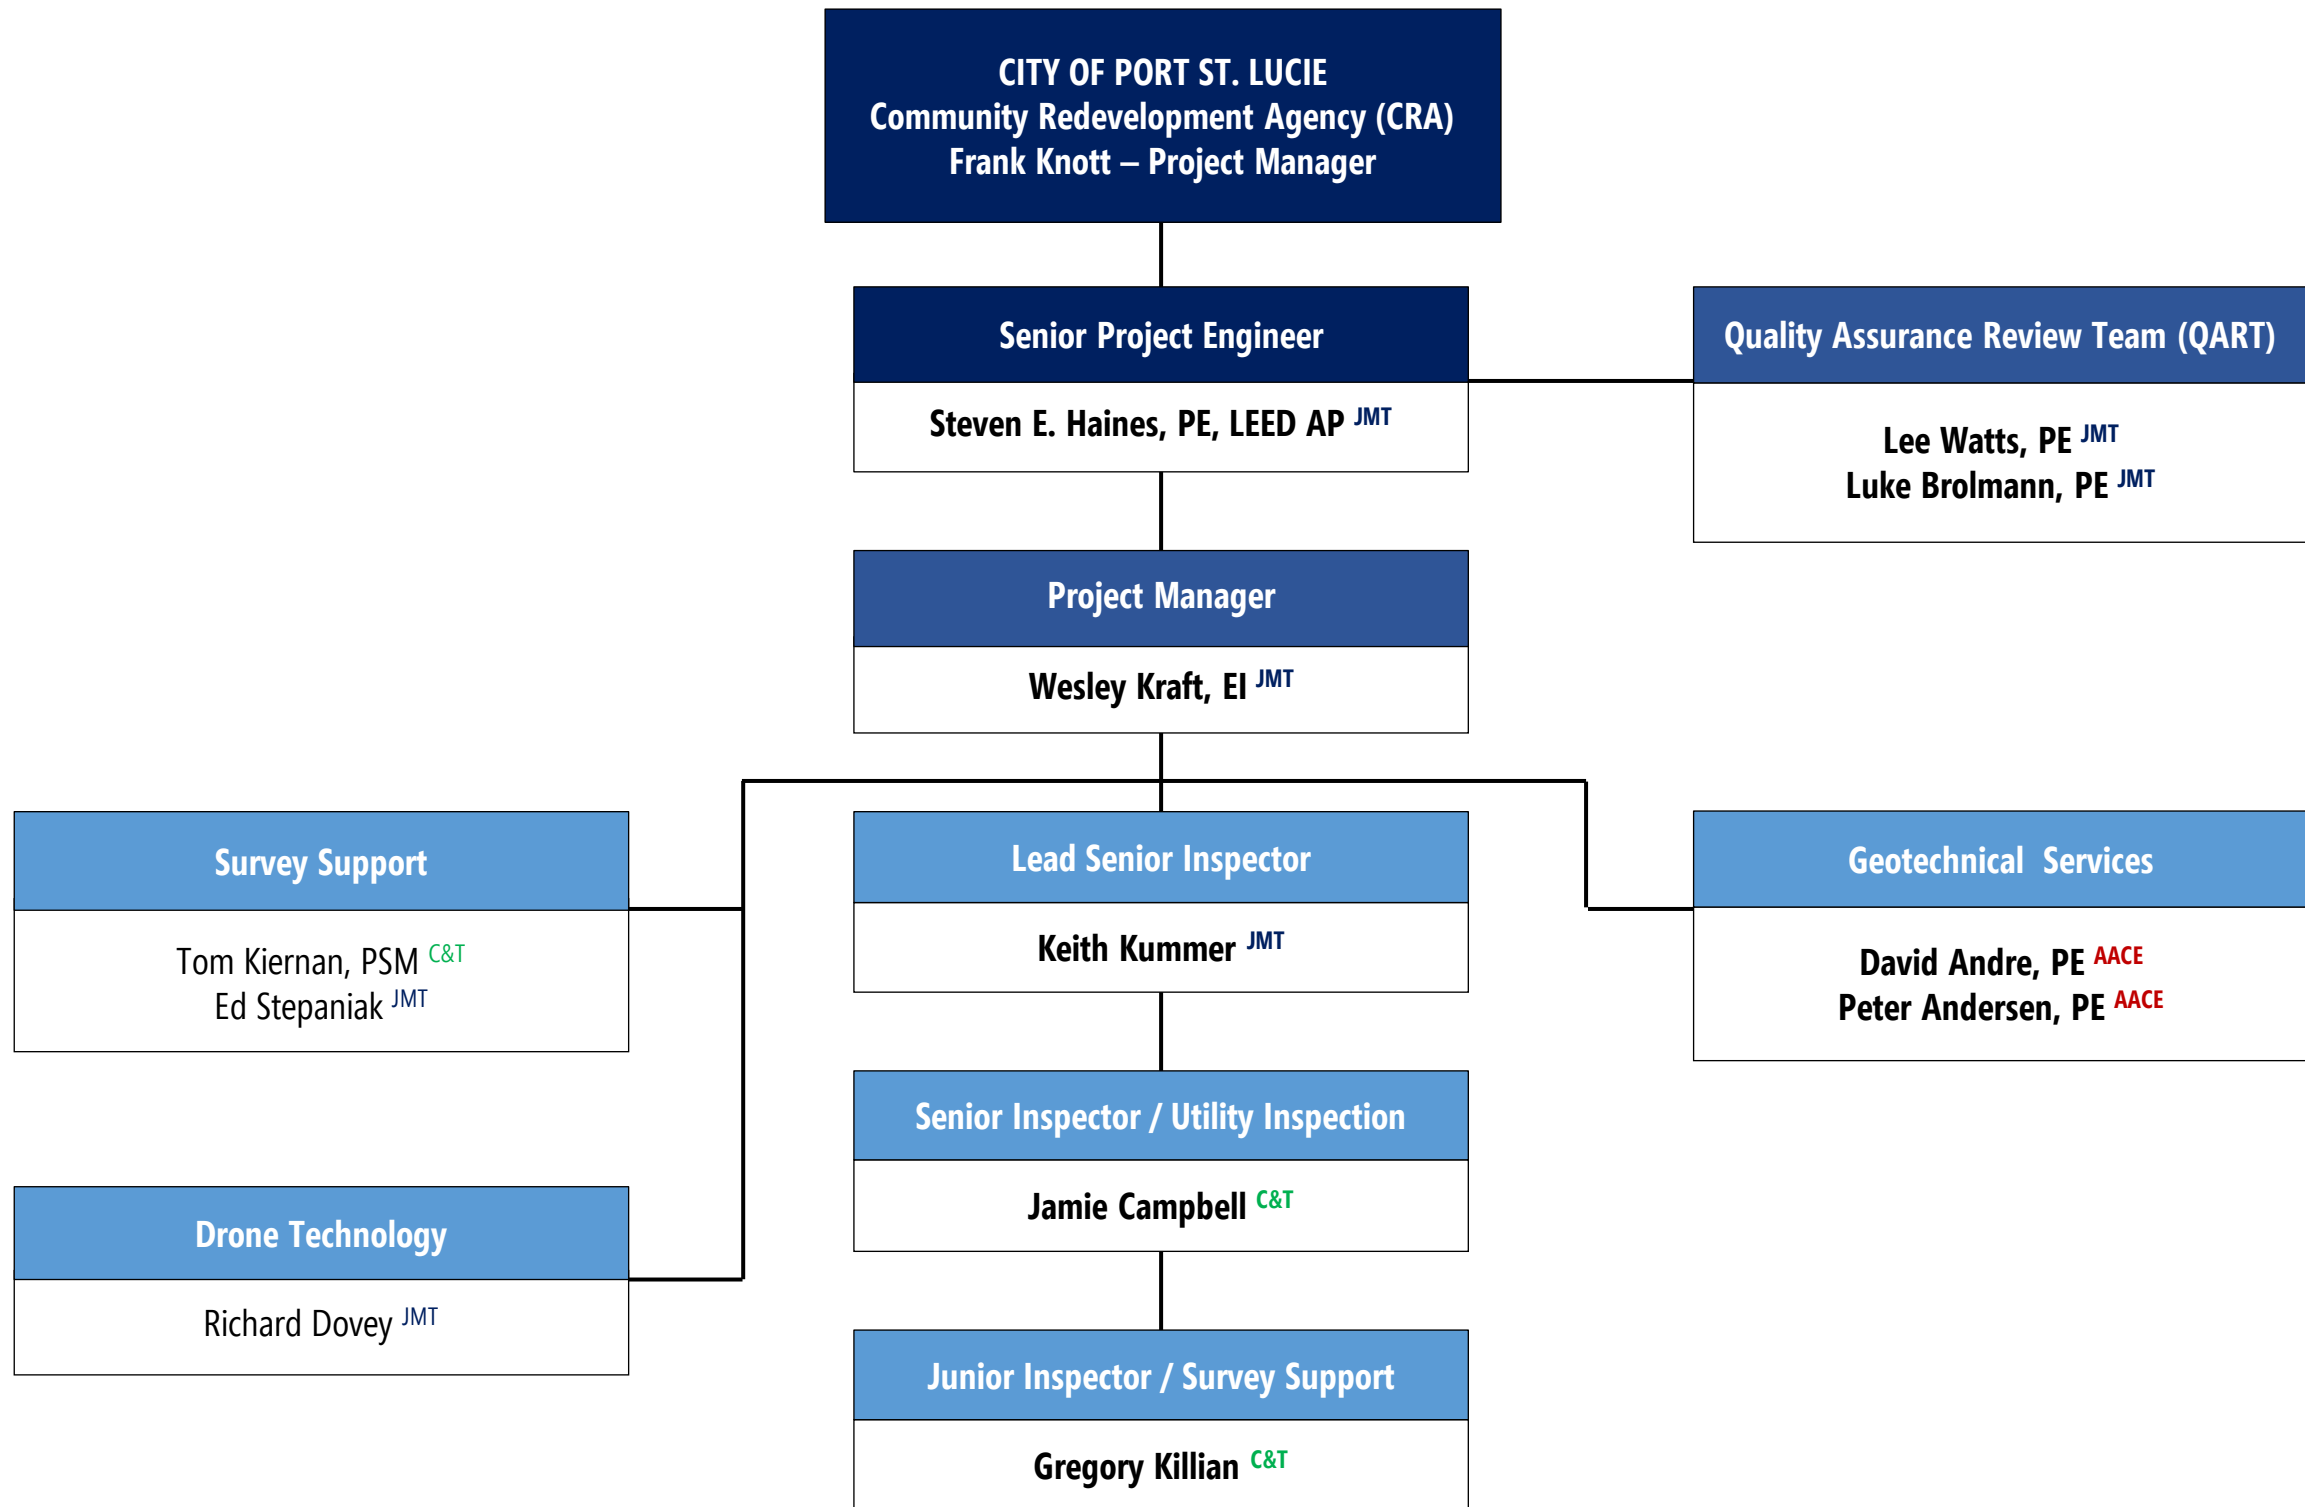 CITY OF PORT ST. LUCIE
Community Redevelopment Agency (CRA)
Frank Knott – Project Manager
Senior Project Engineer
Steven E. Haines, PE, LEED AP JMT
Quality Assurance Review Team (QART)
Lee Watts, PE JMT
Luke Brolmann, PE JMT
Project Manager
Wesley Kraft, EI JMT
Survey Support
Tom Kiernan, PSM C&T
Ed Stepaniak JMT
Lead Senior Inspector
Keith Kummer JMT
Geotechnical Services
David Andre, PE AACE
Peter Andersen, PE AACE
Senior Inspector / Utility Inspection
Jamie Campbell C&T
Drone Technology
Richard Dovey JMT
Junior Inspector / Survey Support
Gregory Killian C&T